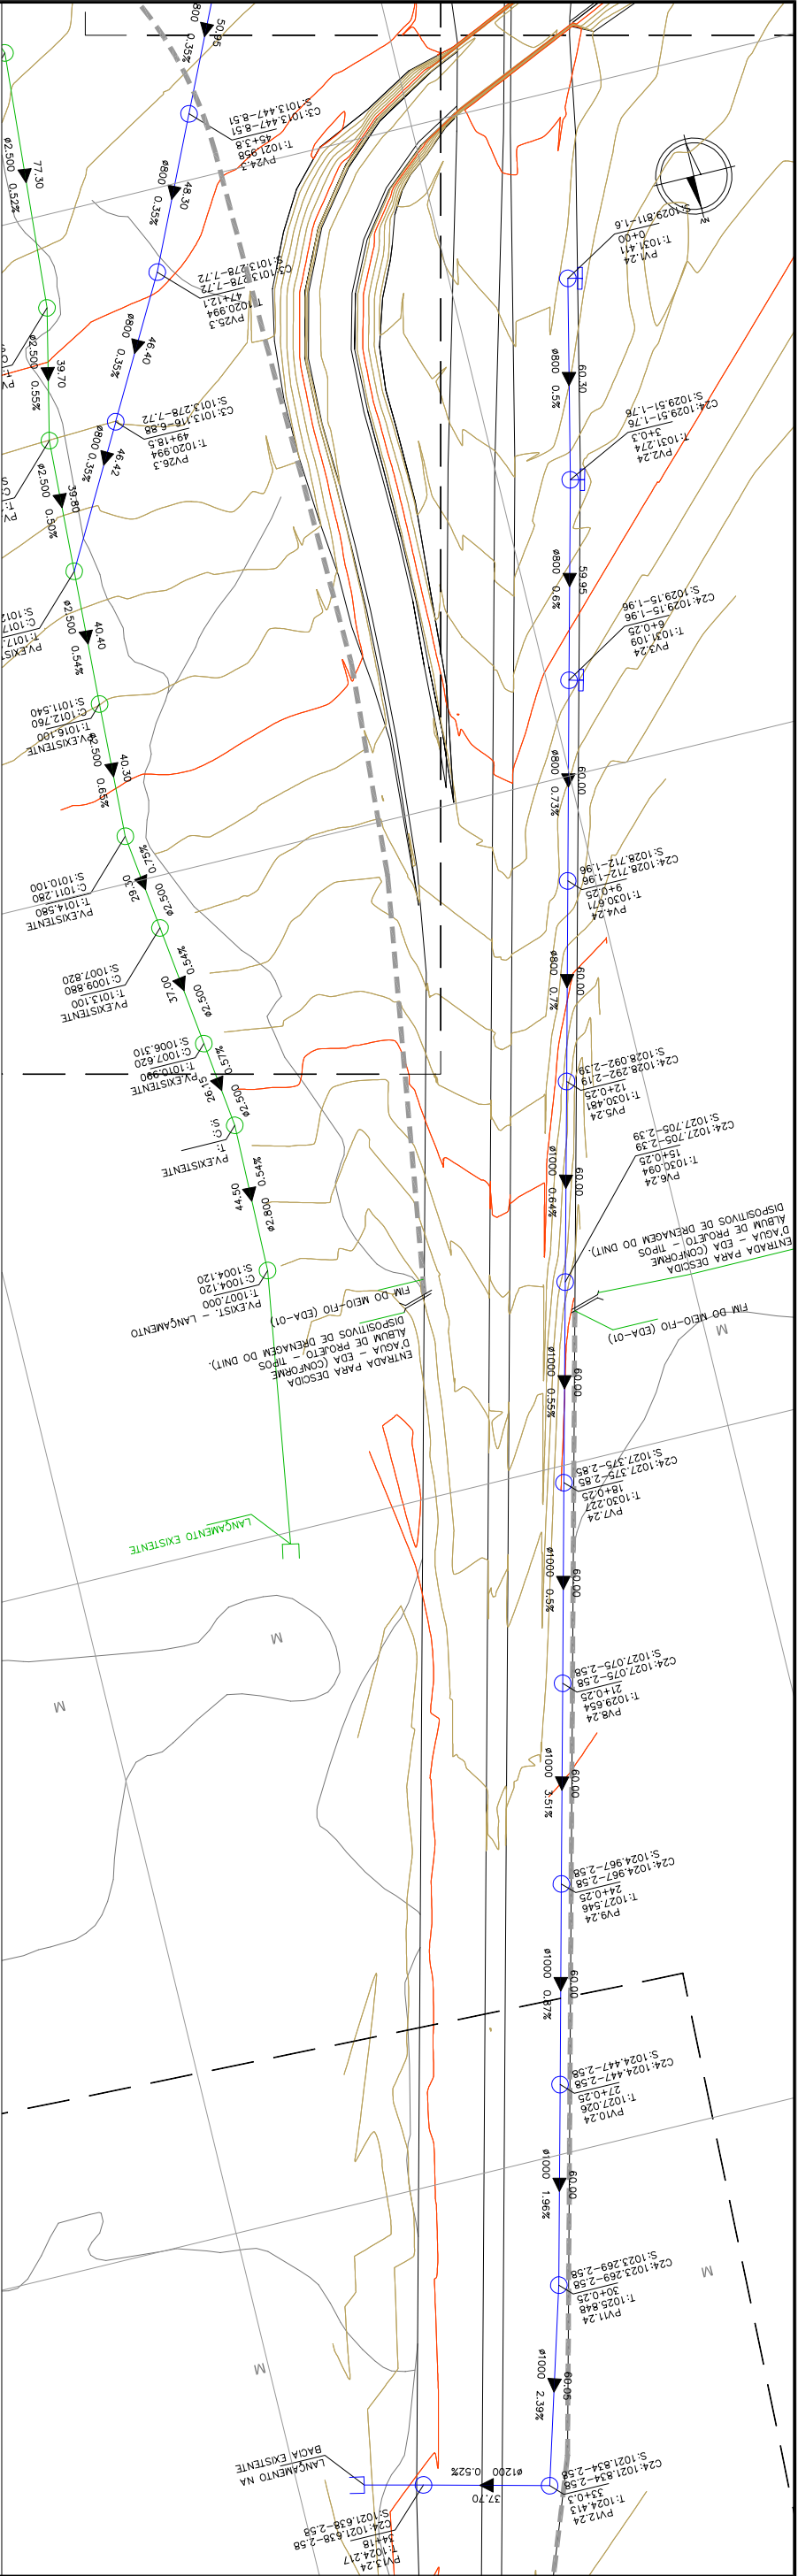 50.95
ø800 0.35%
PV24.3
T:1021.958
45+3.8
C3:1013.447-8.51
S:1013.447-8.51
77.30
ø2.500 0.52%
48.30
ø800 0.35%
PV25.3
T:1020.994
47+12.1
C3:1013.278-7.72
S:1013.278-7.72
46.40
ø800 0.35%
39.70
ø2.500 0.55%
PV26.3
T:1020.994
49+18.5
C3:1013.116-6.88
S:1013.278-7.72
46.42
ø800 0.35%
39.80
ø2.500 0.50%
40.40
ø2.500 0.54%
PV.EXISTENTE
T:1016.100
C:1012.760
S:1011.540
40.30
ø2.500 0.65%
PV.EXISTENTE
T:1014.580
C:1011.280
S:1010.100
29.30
ø2.500 0.75%
PV.EXISTENTE
T:1013.100
C:1009.880
S:1007.820
37.00
ø2.500 0.54%
PV.EXISTENTE
T:1010.990
C:1007.620
S:1006.310
26.15
ø2.500 0.57%
PV.EXISTENTE
T:
C:
S:
44.50
ø2.800 0.54%
PV.EXIST. - LANÇAMENTO
T:1007.000
C:1004.120
S:1004.120
LANÇAMENTO EXISTENTE
FIM DO MEIO-FIO (EDA-01)
ENTRADA PARA DESCIDA
D'AGUA - EDA (CONFORME
ALBUM DE PROJETO - TIPOS
DISPOSITIVOS DE DRENAGEM DO DNIT).
NM
PV1.24
T:1031.411
0+00
S:1029.811-1.6
60.30
ø800 0.5%
PV2.24
T:1031.274
3+0.3
C24:1029.51-1.76
S:1029.51-1.76
59.95
ø800 0.6%
PV3.24
T:1031.109
6+0.25
C24:1029.15-1.96
S:1029.15-1.96
60.00
ø800 0.73%
PV4.24
T:1030.671
9+0.25
C24:1028.712-1.96
S:1028.712-1.96
60.00
ø800 0.7%
PV5.24
T:1030.481
12+0.25
C24:1028.292-2.19
S:1028.092-2.39
60.00
ø1000 0.64%
PV6.24
T:1030.094
15+0.25
C24:1027.705-2.39
S:1027.705-2.39
ENTRADA PARA DESCIDA
D'AGUA - EDA (CONFORME
ALBUM DE PROJETO - TIPOS
DISPOSITIVOS DE DRENAGEM DO DNIT).
FIM DO MEIO-FIO (EDA-01)
M
60.00
ø1000 0.55%
PV7.24
T:1030.227
18+0.25
C24:1027.375-2.85
S:1027.375-2.85
60.00
ø1000 0.5%
PV8.24
T:1029.654
21+0.25
C24:1027.075-2.58
S:1027.075-2.58
M
M
60.00
ø1000 3.51%
PV9.24
T:1027.546
24+0.25
C24:1024.967-2.58
S:1024.967-2.58
60.00
ø1000 0.87%
PV10.24
T:1027.026
27+0.25
C24:1024.447-2.58
S:1024.447-2.58
60.00
ø1000 1.96%
PV11.24
T:1025.848
30+0.25
C24:1023.269-2.58
S:1023.269-2.58
M
M
60.05
ø1000 2.39%
PV12.24
T:1024.413
33+0.3
C24:1021.834-2.58
S:1021.834-2.58
37.70
ø1200 0.52%
PV13.24
T:1024.217
34+18
C24:1021.638-2.58
S:1021.638-2.58
LANÇAMENTO NA
BACIA EXISTENTE